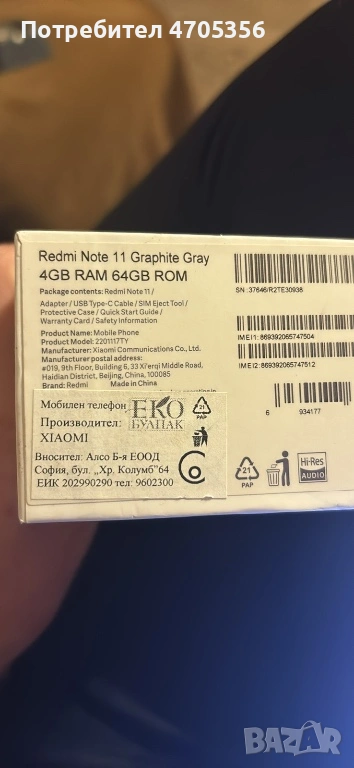 Потребител 4705356
Redmi Note 11 Graphite Gray
4GB RAM 64GB ROM
Package contents: Redmi Note 11 /
Adapter / USB Type-C Cable / SIM Eject Tool /
Protective Case / Quick Start Guide /
Warranty Card / Safety Information
Product Name: Mobile Phone
Product Model: 2201117TY
Manufacturer: Xiaomi Communications Co., Ltd.
#019, 9th Floor, Building 6, 33 Xi'erqi Middle Road,
Haidian District, Beijing, China, 100085
Brand: Redmi Made in China
SN: 37646/R2TE30938
IMEI1: 869392065747504
IMEI2: 869392065747512
6 934177
Мобилен телефон
Производител:
XIAOMI
ЕКО
БУЛПАК
21
PAP
Вносител: Алсо Б-я ЕООД
София, бул. „Хр. Колумб"64
ЕИК 202990290 тел: 9602300
21
PAP
Hi-Res
AUDIO
BAZAR